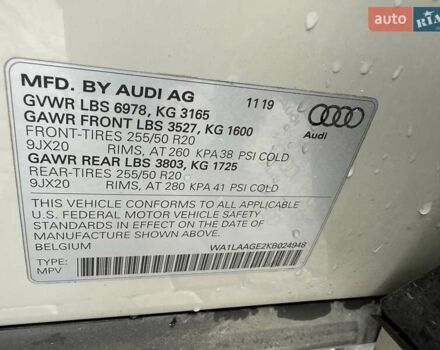 AUTO RIA
MFD. BY AUDI AG 11 19
GVWR LBS 6978, KG 3165
GAWR FRONT LBS 3527, KG 1600
FRONT-TIRES 255/50 R20
9JX20 RIMS, AT 260 KPA 38 PSI COLD
GAWR REAR LBS 3803, KG 1725
REAR-TIRES 255/50 R20
9JX20 RIMS, AT 280 KPA 41 PSI COLD
Audi
THIS VEHICLE CONFORMS TO ALL APPLICABLE
U.S. FEDERAL MOTOR VEHICLE SAFETY
STANDARDS IN EFFECT ON THE DATE OF
MANUFACTURE SHOWN ABOVE.
BELGIUM WA1LAAGE2KB024948
TYPE:
MPV